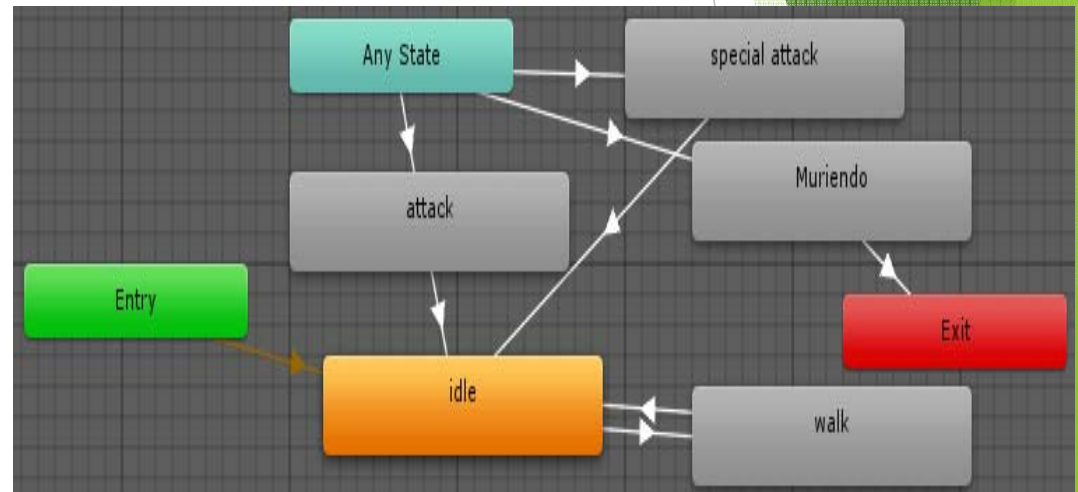 Any State
special attack
Muriendo
attack
Entry
Exit
idle
walk